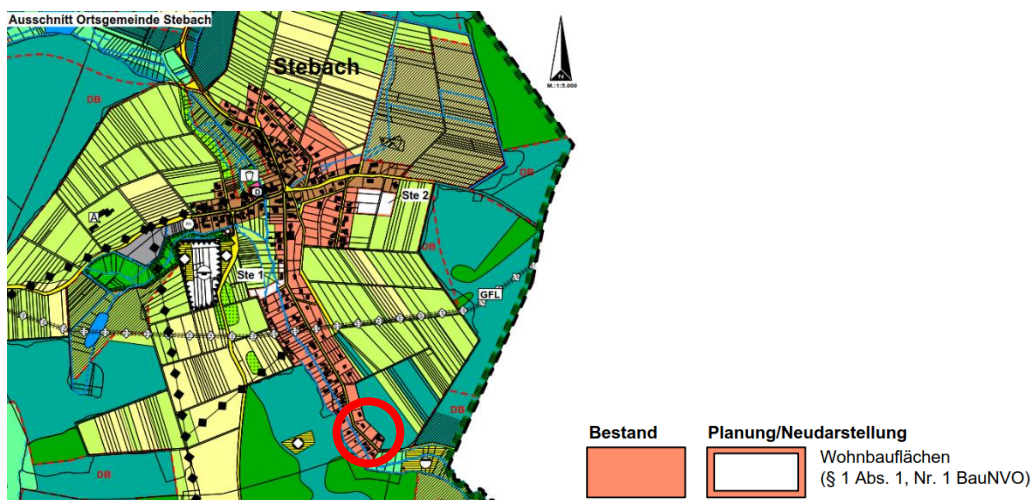 Ausschnitt Ortsgemeinde Stebach
Stebach
N
M.:1:5.000
DB
DB
Ste 2
A
DB
Ste 1
GFL
DB
DB
Bestand
Planung/Neudarstellung
Wohnbauflächen
(§ 1 Abs. 1, Nr. 1 BauNVO)